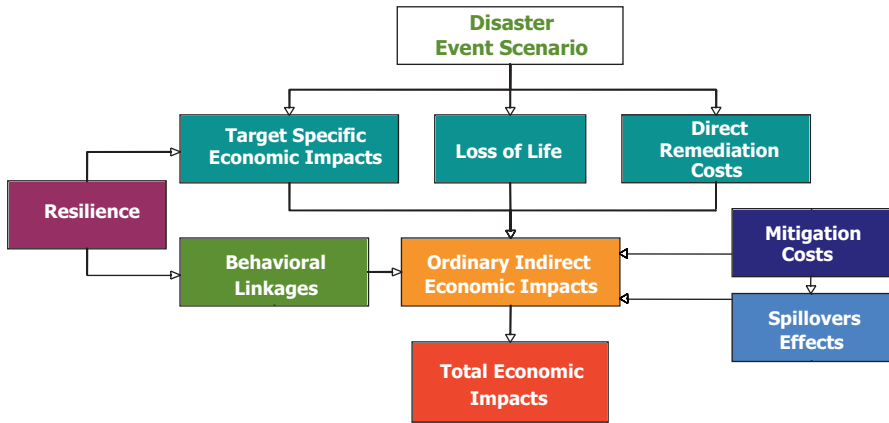 Disaster
Event Scenario
Target Specific
Economic Impacts
Loss of Life
Direct
Remediation
Costs
Resilience
Behavioral
Linkages
Ordinary Indirect
Economic Impacts
Mitigation
Costs
Spillovers
Effects
Total Economic
Impacts